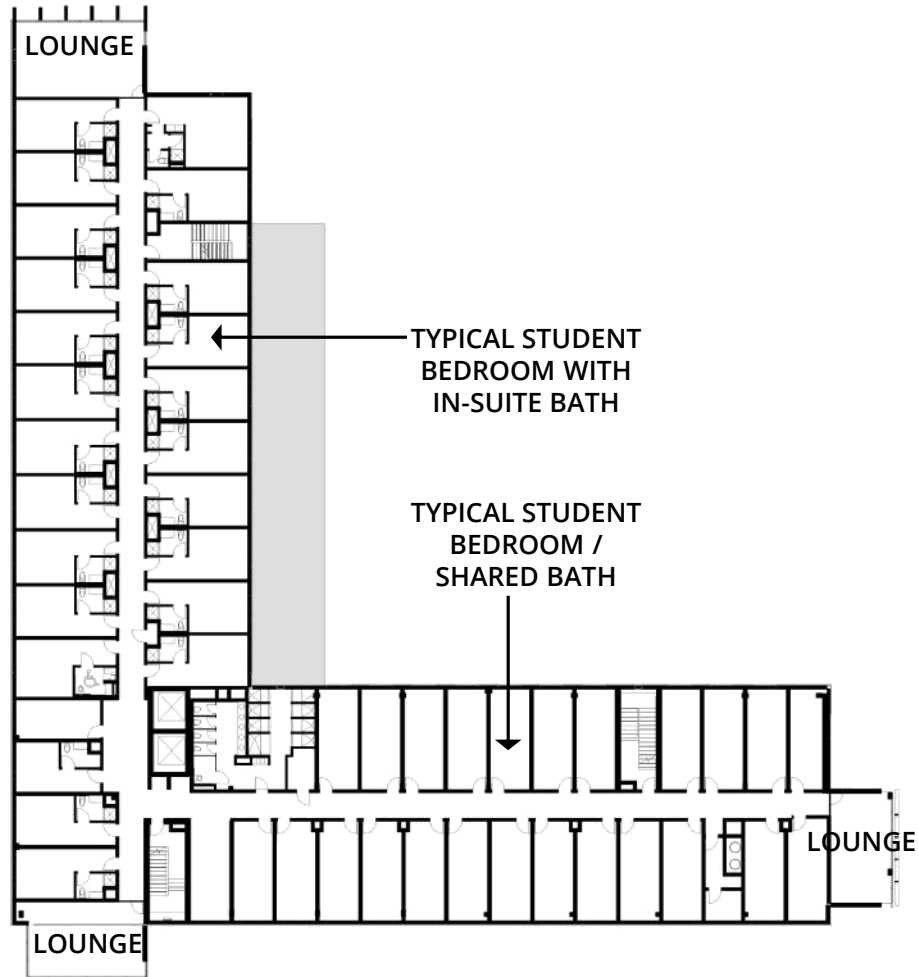 LOUNGE
TYPICAL STUDENT
BEDROOM WITH
IN-SUITE BATH
TYPICAL STUDENT
BEDROOM /
SHARED BATH
LOUNGE
LOUNGE